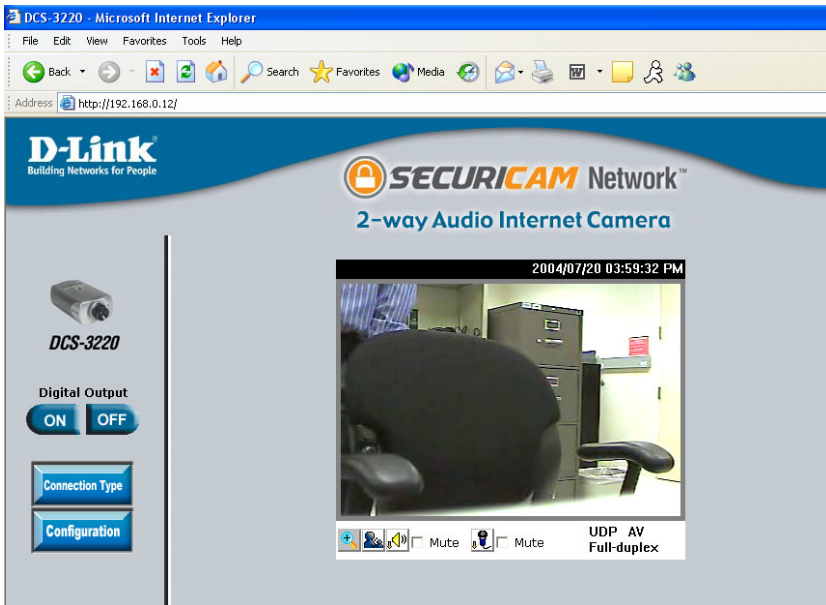 DCS-3220 - Microsoft Internet Explorer
File Edit View Favorites Tools Help
Back Search Favorites Media
Address http://192.168.0.12/
D-Link
Building Networks for People
SECURICAM Network™
2-way Audio Internet Camera
2004/07/20 03:59:32 PM
DCS-3220
Digital Output
ON OFF
Connection Type
Configuration
Mute Mute
UDP AV
Full-duplex